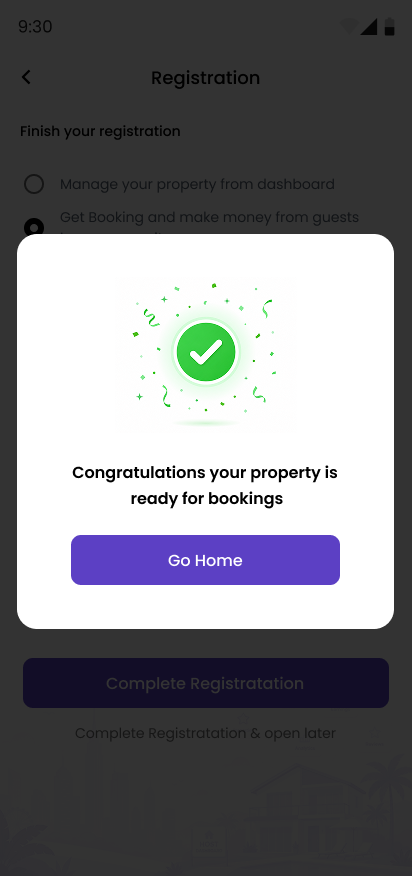 9:30
Registration
Finish your registration
Manage your property from dashboard
Get Booking and make money from guests
Congratulations your property is
ready for bookings
Go Home
Complete Registratation
Complete Registratation & open later